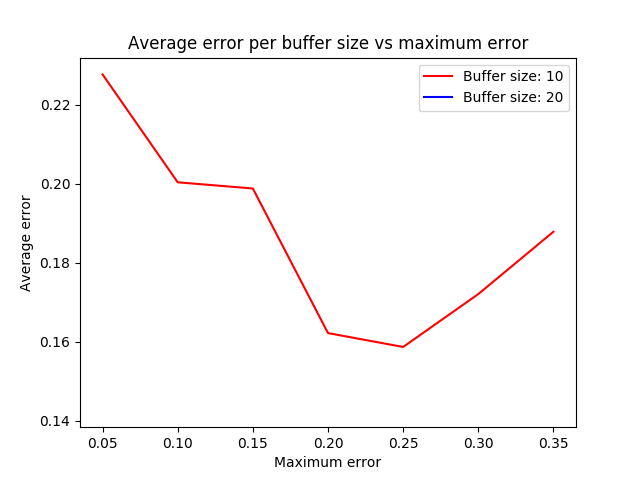 Average error per buffer size vs maximum error
Buffer size: 10
Buffer size: 20
Average error
0.22
0.20
0.18
0.16
0.14
0.05 0.10 0.15 0.20 0.25 0.30 0.35
Maximum error